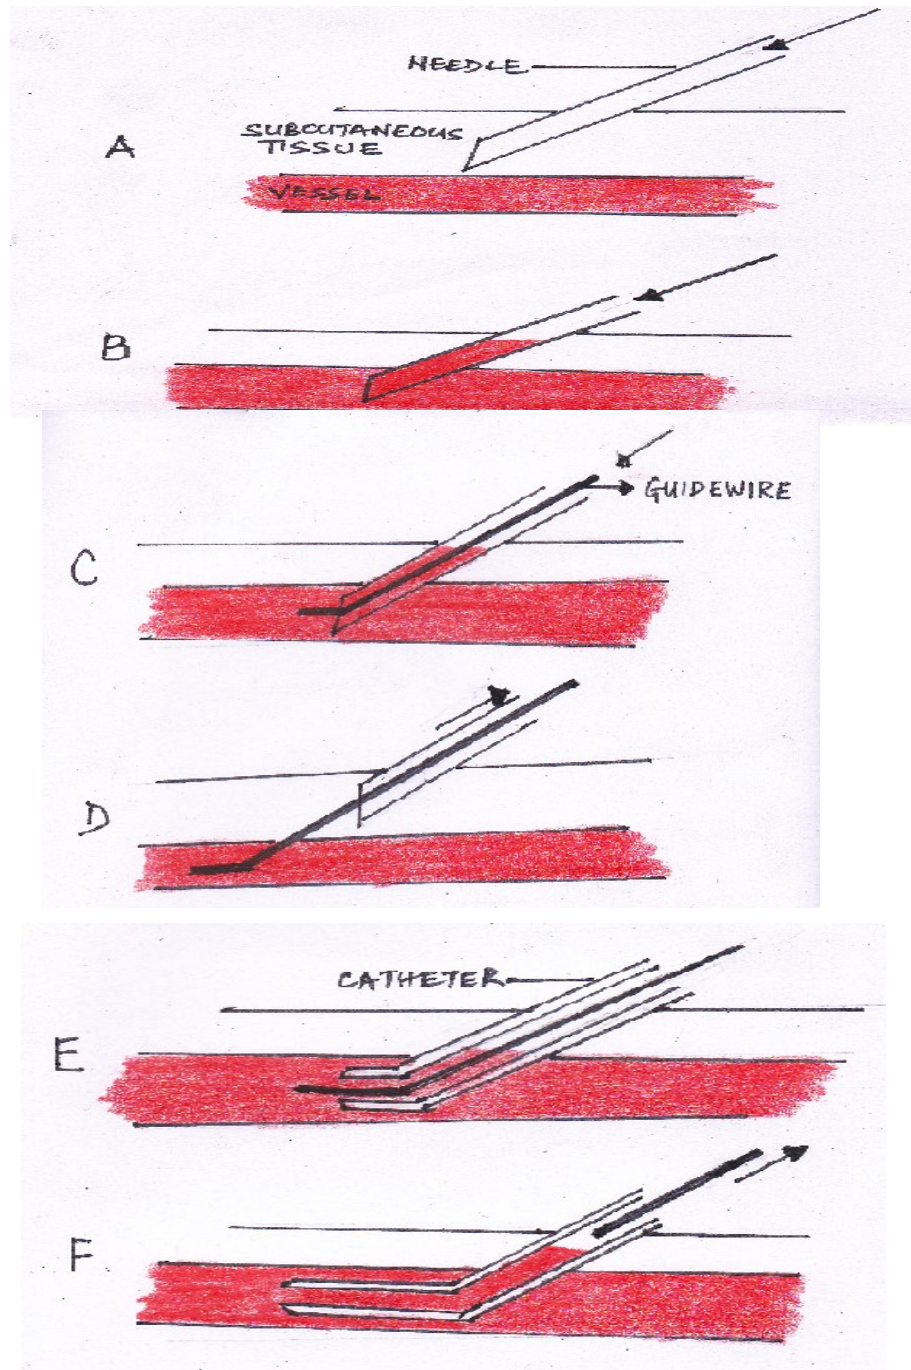 NEEDLE
A
SUBCUTANEOUS
TISSUE
VESSEL
B
GUIDEWIRE
C
D
CATHETER
E
F